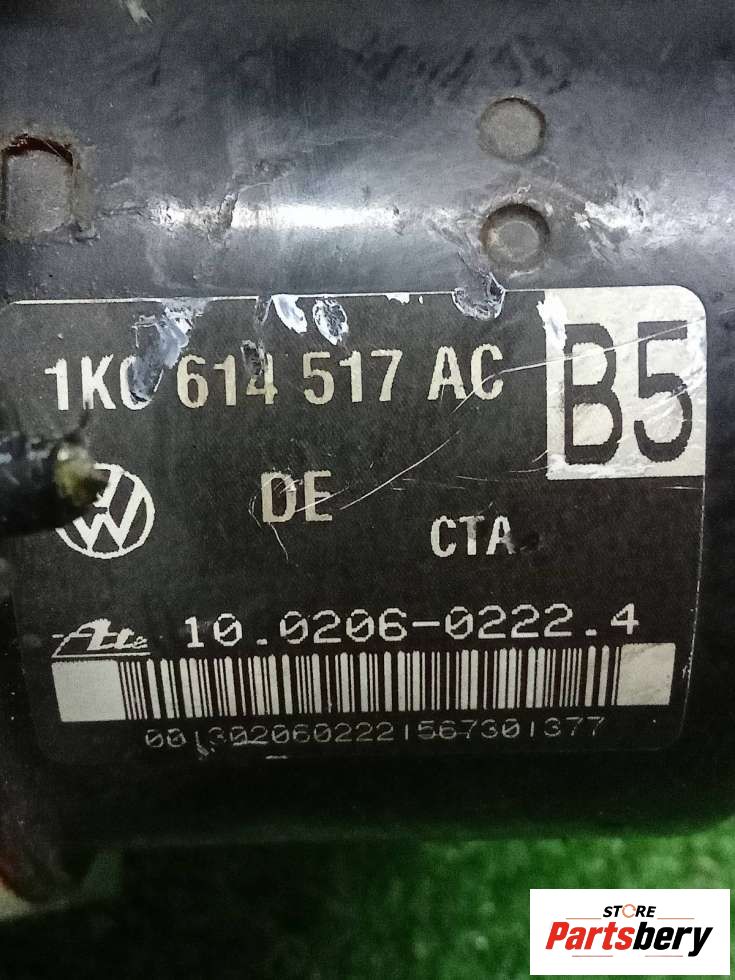 1K0 614 517 AC
B5
DE
CTA
Ate 10.0206-0222.4
0013020602221567301377
STORE
Partsbery